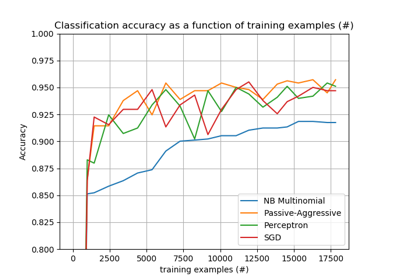 Classification accuracy as a function of training examples (#)
1.000
0.975
0.950
0.925
0.900
0.875
0.850
0.825
0.800
Accuracy
NB Multinomial
Passive-Aggressive
Perceptron
SGD
0 2500 5000 7500 10000 12500 15000 17500
training examples (#)